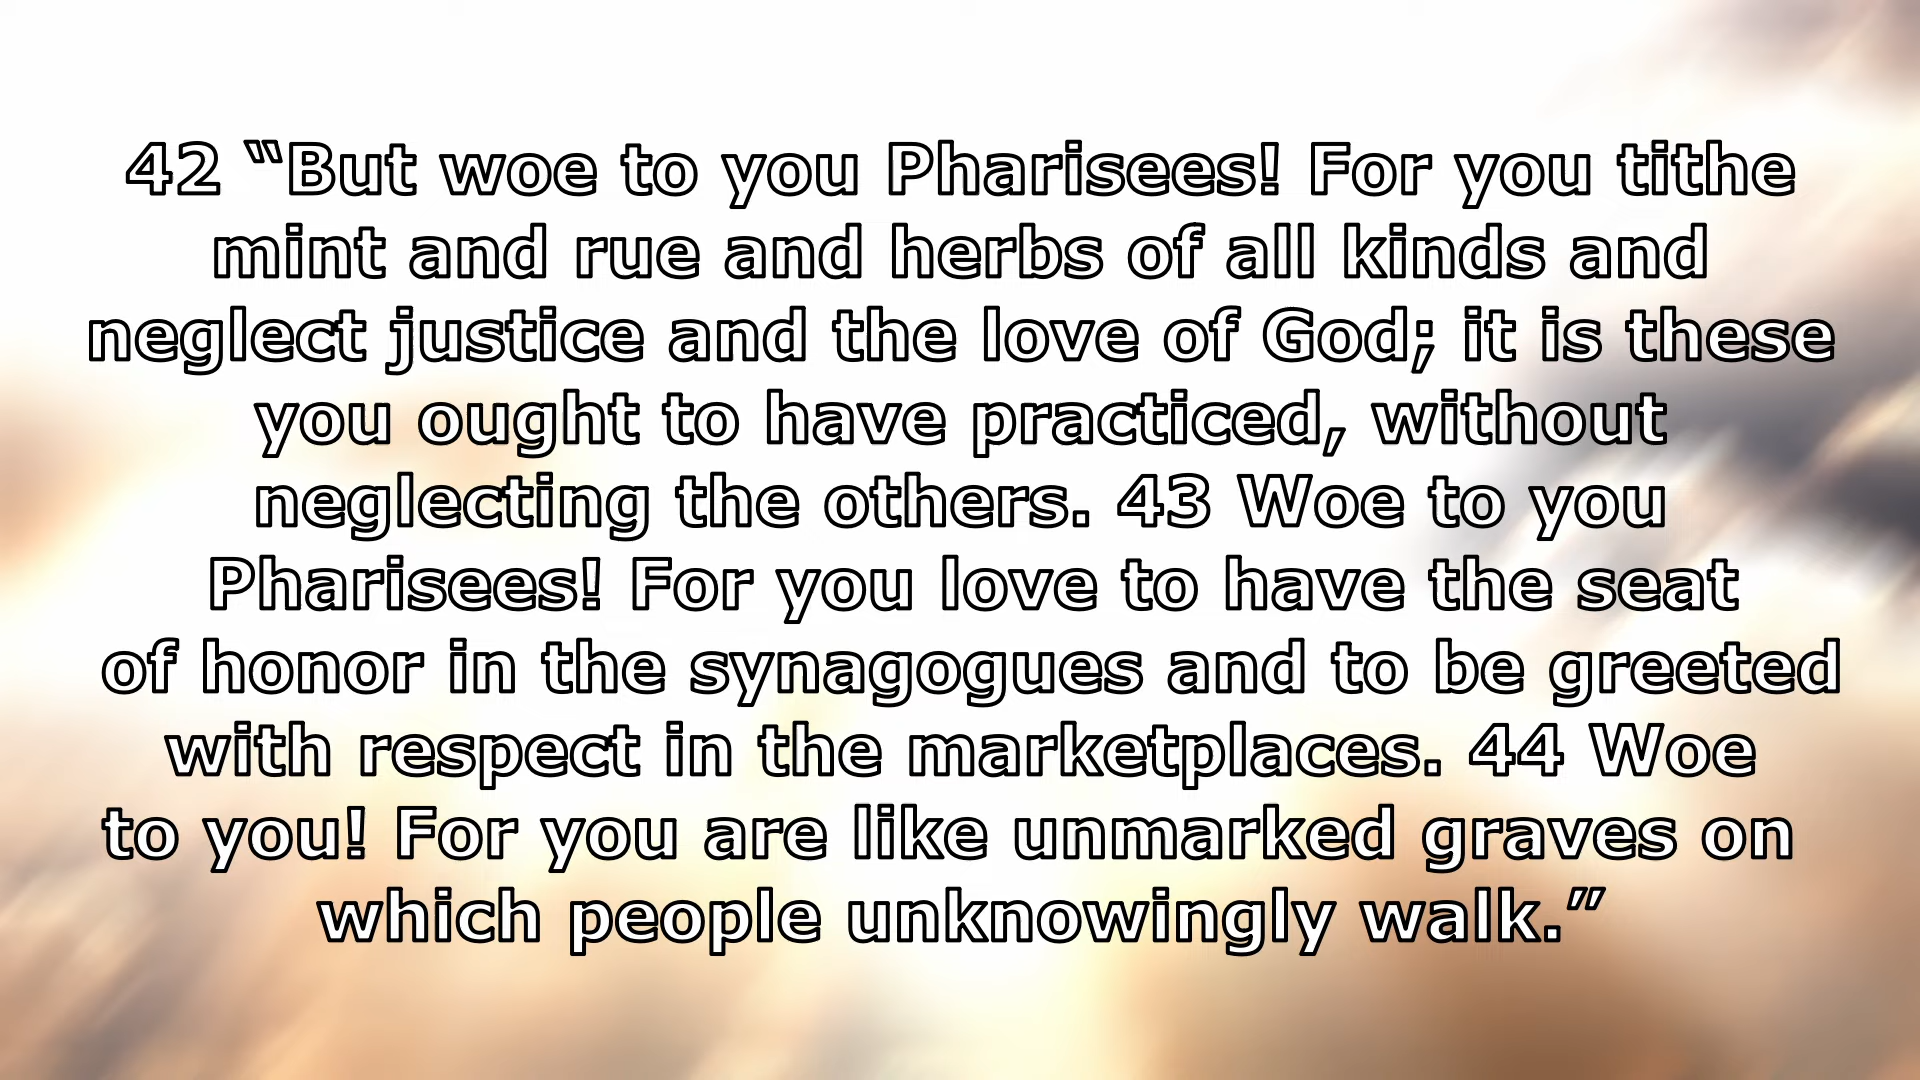 42 “But woe to you Pharisees! For you tithe
mint and rue and herbs of all kinds and
neglect justice and the love of God; it is these
you ought to have practiced, without
neglecting the others. 43 Woe to you
Pharisees! For you love to have the seat
of honor in the synagogues and to be greeted
with respect in the marketplaces. 44 Woe
to you! For you are like unmarked graves on
which people unknowingly walk.”